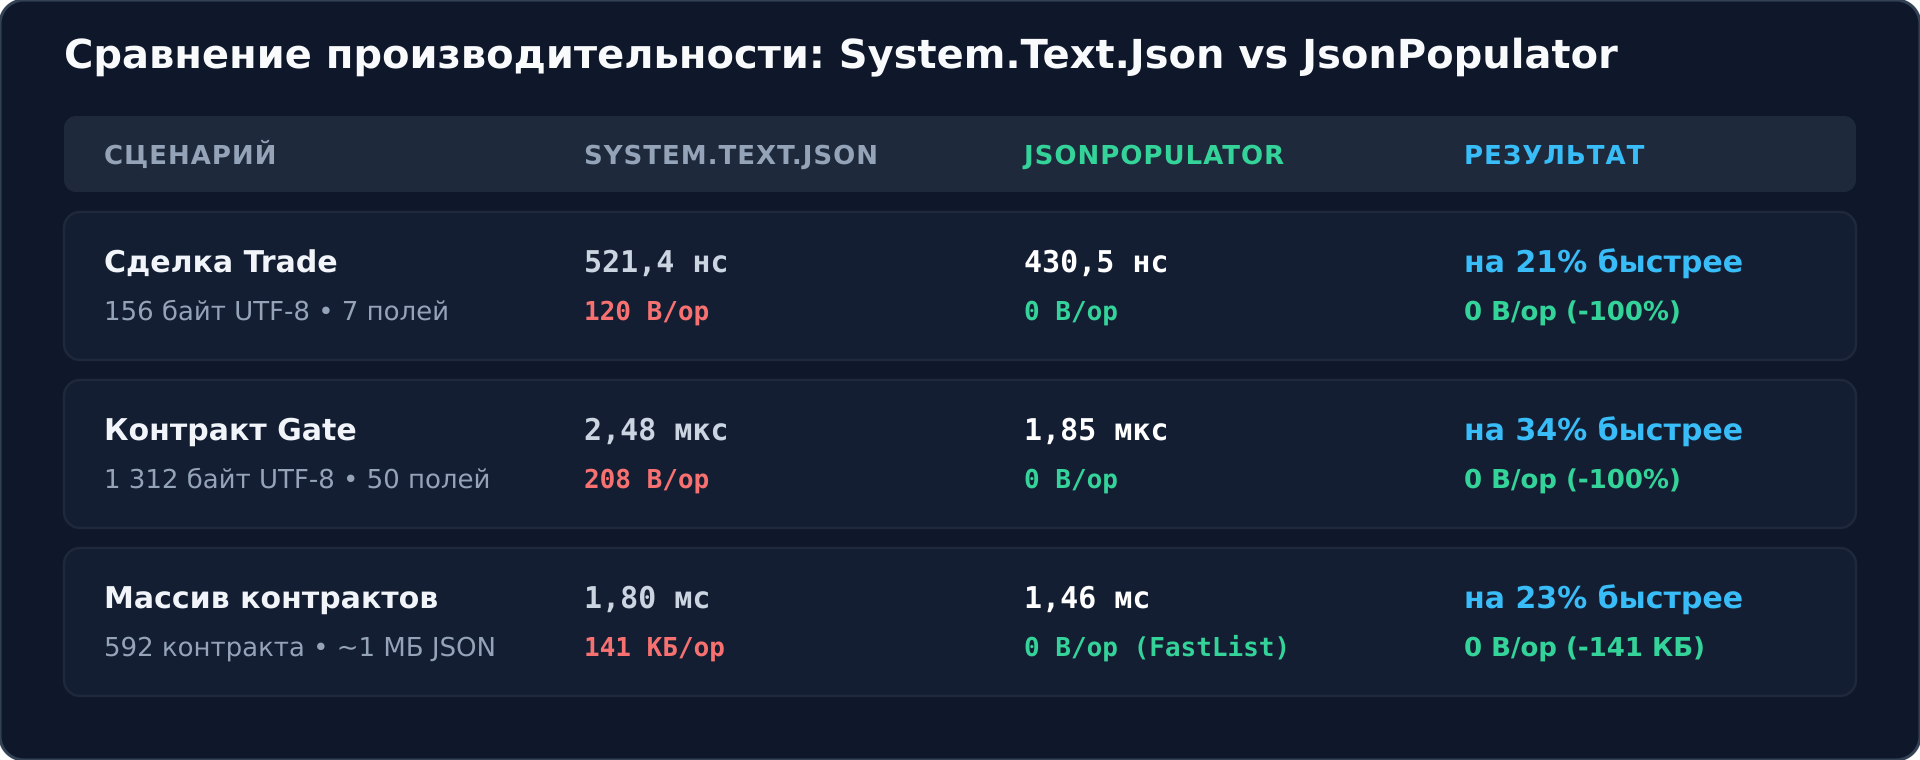 Сравнение производительности: System.Text.Json vs JsonPopulator
СЦЕНАРИЙ SYSTEM.TEXT.JSON JSONPOPULATOR РЕЗУЛЬТАТ
Сделка Trade 521,4 нс 430,5 нс на 21% быстрее
156 байт UTF-8 • 7 полей 120 B/op 0 B/op 0 B/op (-100%)
Контракт Gate 2,48 мкс 1,85 мкс на 34% быстрее
1 312 байт UTF-8 • 50 полей 208 B/op 0 B/op 0 B/op (-100%)
Массив контрактов 1,80 мс 1,46 мс на 23% быстрее
592 контракта • ~1 МБ JSON 141 КБ/op 0 B/op (FastList) 0 B/op (-141 КБ)